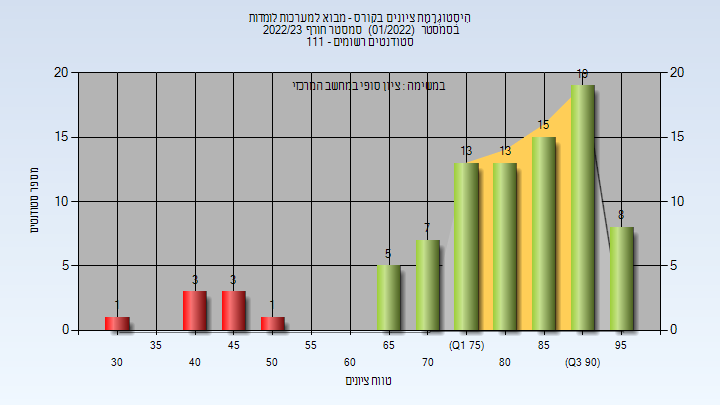 היסטוגרמת ציונים בקורס - מבוא למערכות לומדות
בסמסטר (01/2022) סמסטר חורף 2022/23
סטודנטים רשומים - 111
במשימה : ציון סופי במחשב המרכזי
מספר סטודנטים
20 20
15 15
10 10
5 5
0 0
1 3 3 1 5 7 13 13 15 19 8
35 45 55 65 (Q1 75) 85 95
30 40 50 60 70 80 (Q3 90)
טווח ציונים